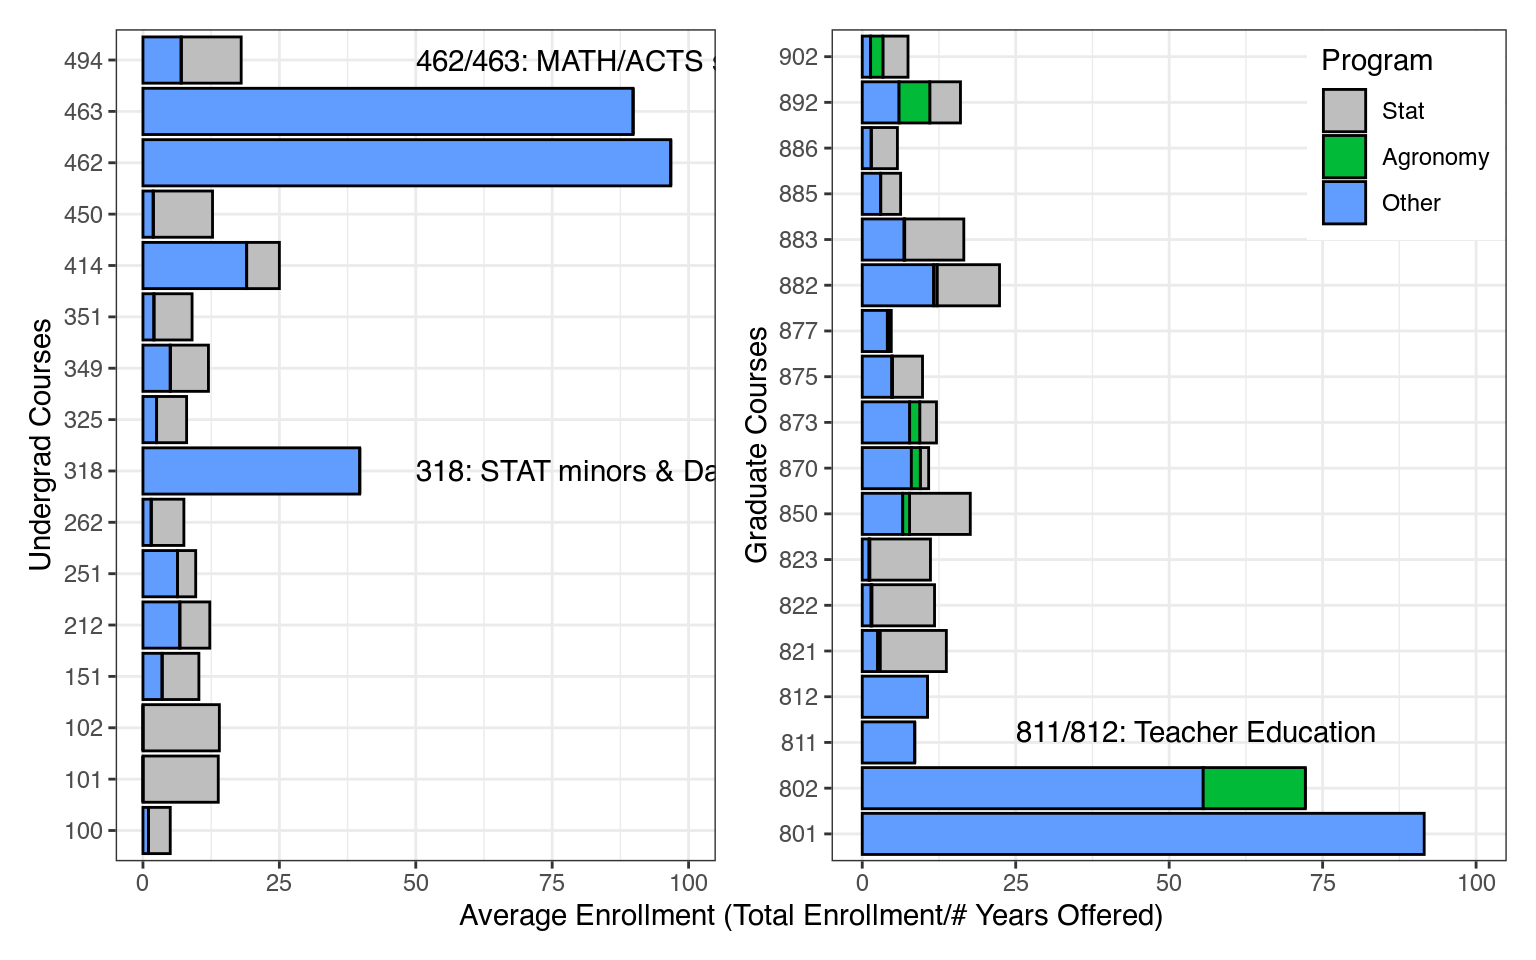 Undergrad Courses
494
463
462
450
414
351
349
325
318
262
251
212
151
102
101
100
462/463: MATH/ACTS
318: STAT minors &
0 25 50 75 100
Graduate Courses
902
892
886
885
883
882
877
875
873
870
850
823
822
821
812
811
802
801
Program
Stat
Agronomy
Other
811/812: Teacher Education
0 25 50 75 100
Average Enrollment (Total Enrollment/# Years Offered)